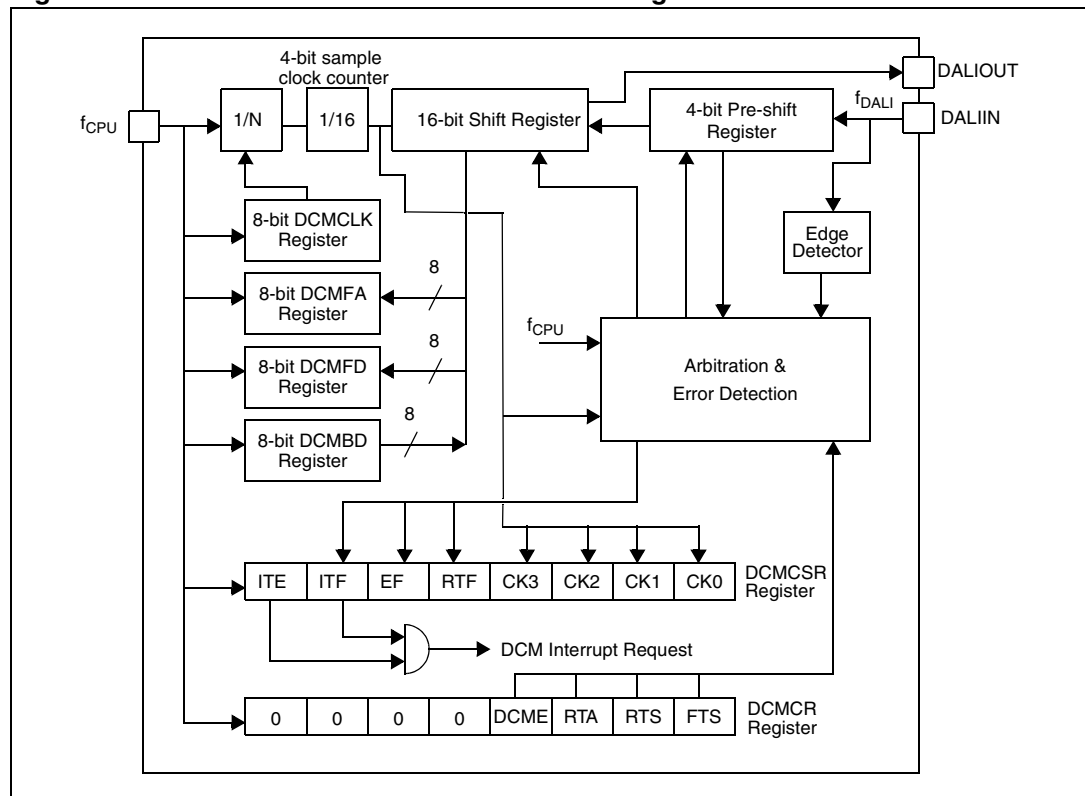 4-bit sample
clock counter
DALIOUT
fCPU
1/N
1/16
16-bit Shift Register
4-bit Pre-shift
Register
fDALI
DALIIN
8-bit DCMCLK
Register
Edge
Detector
8-bit DCMFA
Register
8
8-bit DCMFD
Register
8
8-bit DCMBD
Register
8
fCPU
Arbitration &
Error Detection
ITE ITF EF RTF CK3 CK2 CK1 CK0
DCMCSR
Register
DCM Interrupt Request
0 0 0 0 DCME RTA RTS FTS
DCMCR
Register